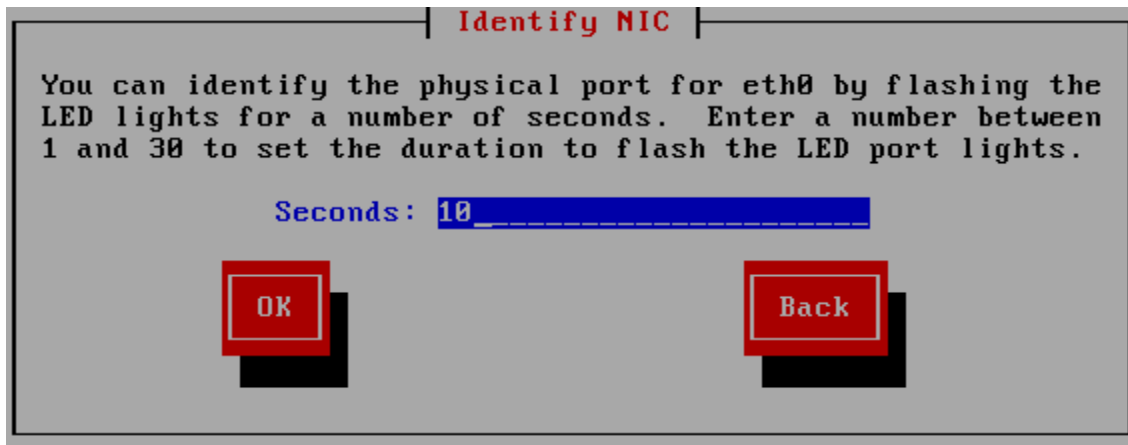 Identify NIC
You can identify the physical port for eth0 by flashing the
LED lights for a number of seconds.  Enter a number between
1 and 30 to set the duration to flash the LED port lights.
Seconds: 10
OK
Back